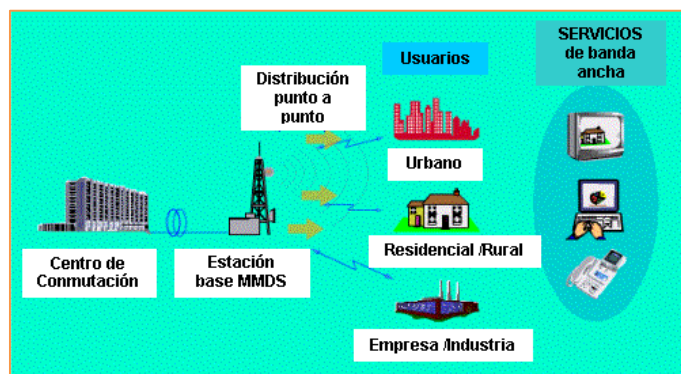 Distribución
punto a
punto
Usuarios
SERVICIOS
de banda
ancha
Urbano
Residencial /Rural
Centro de
Conmutación
Estación
base MMDS
Empresa /Industria